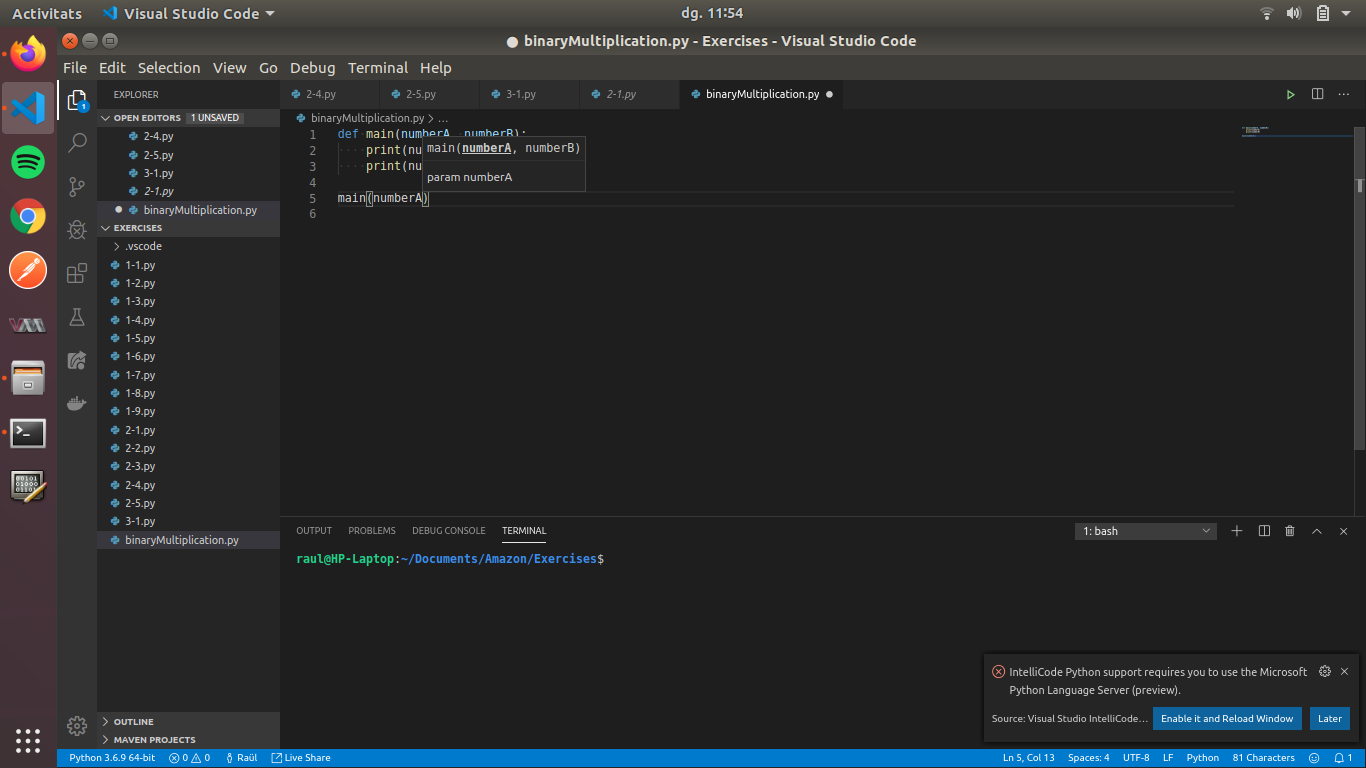 Activitats Visual Studio Code dg. 11:54
● binaryMultiplication.py - Exercises - Visual Studio Code
File Edit Selection View Go Debug Terminal Help
EXPLORER
OPEN EDITORS 1 UNSAVED
2-4.py
2-5.py
3-1.py
2-1.py
● binaryMultiplication.py
EXERCISES
.vscode
1-1.py
1-2.py
1-3.py
1-4.py
1-5.py
1-6.py
1-7.py
1-8.py
1-9.py
2-1.py
2-2.py
2-3.py
2-4.py
2-5.py
3-1.py
binaryMultiplication.py
OUTLINE
MAVEN PROJECTS
2-4.py 2-5.py 3-1.py 2-1.py binaryMultiplication.py ●
binaryMultiplication.py > ...
1 def main(numberA, numberB):
2 print(nu
3 print(nu
4
5 main(numberA)
6
main(numberA, numberB)
param numberA
OUTPUT PROBLEMS DEBUG CONSOLE TERMINAL 1: bash
raul@HP-Laptop:~/Documents/Amazon/Exercises$
IntelliCode Python support requires you to use the Microsoft
Python Language Server (preview).
Source: Visual Studio IntelliCode... Enable it and Reload Window Later
Python 3.6.9 64-bit 0 0 Raül Live Share Ln 5, Col 13 Spaces: 4 UTF-8 LF Python 81 Characters 1